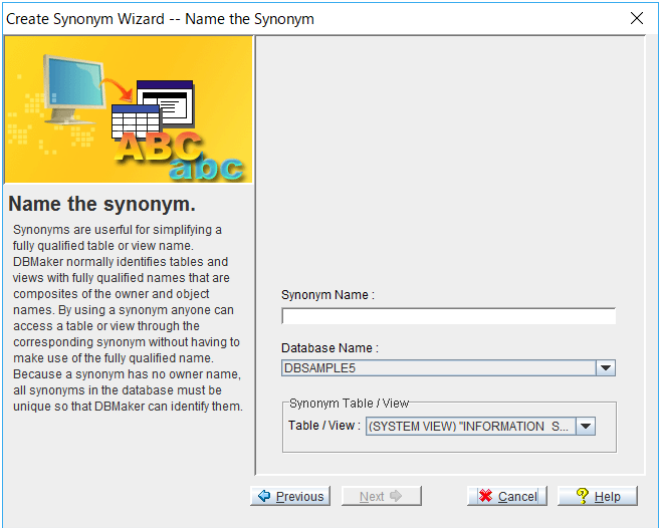 Create Synonym Wizard -- Name the Synonym
ABC
abc
Name the synonym.
Synonyms are userful for simplifying a
fully qualified table or view name.
DBMaker normally identifies tables and
views with fully qualified names that are
composites of the owner and object
names. By using a synonym anyone can
access a table or view through the
corresponding synonym without having to
make use of the fully qualified name.
Because a synonym has no owner name,
all synonyms in the database must be
unique so that DBMaker can identify them.
Synonym Name :
Database Name :
DBSAMPLE5
Synonym Table / View
Table / View : (SYSTEM VIEW) "INFORMATION_S...
Previous Next Cancel Help